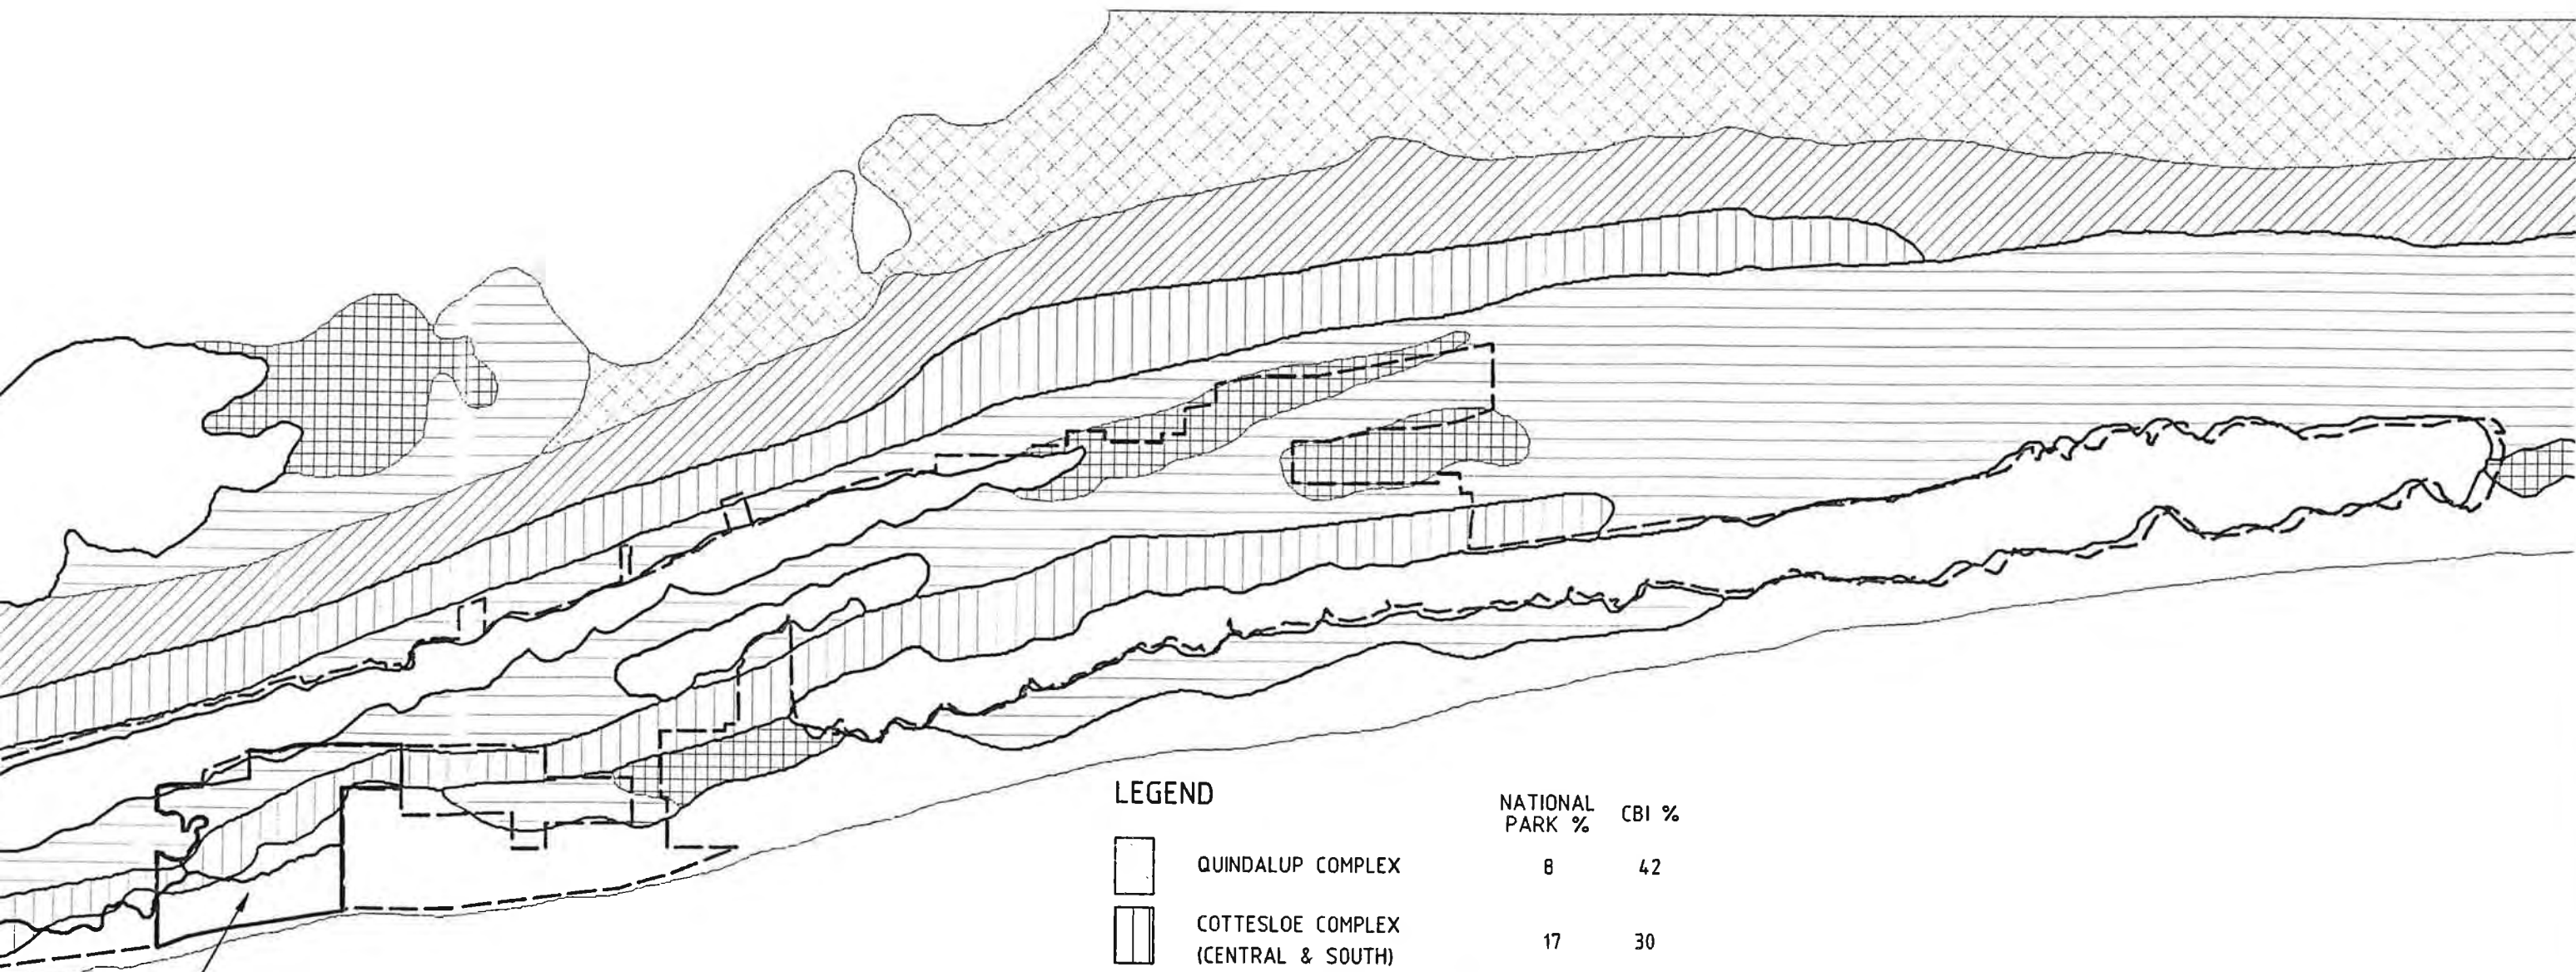 LEGEND
NATIONAL
PARK %
CBI %
QUINDALUP COMPLEX 8 42
COTTESLOE COMPLEX
(CENTRAL & SOUTH) 17 30